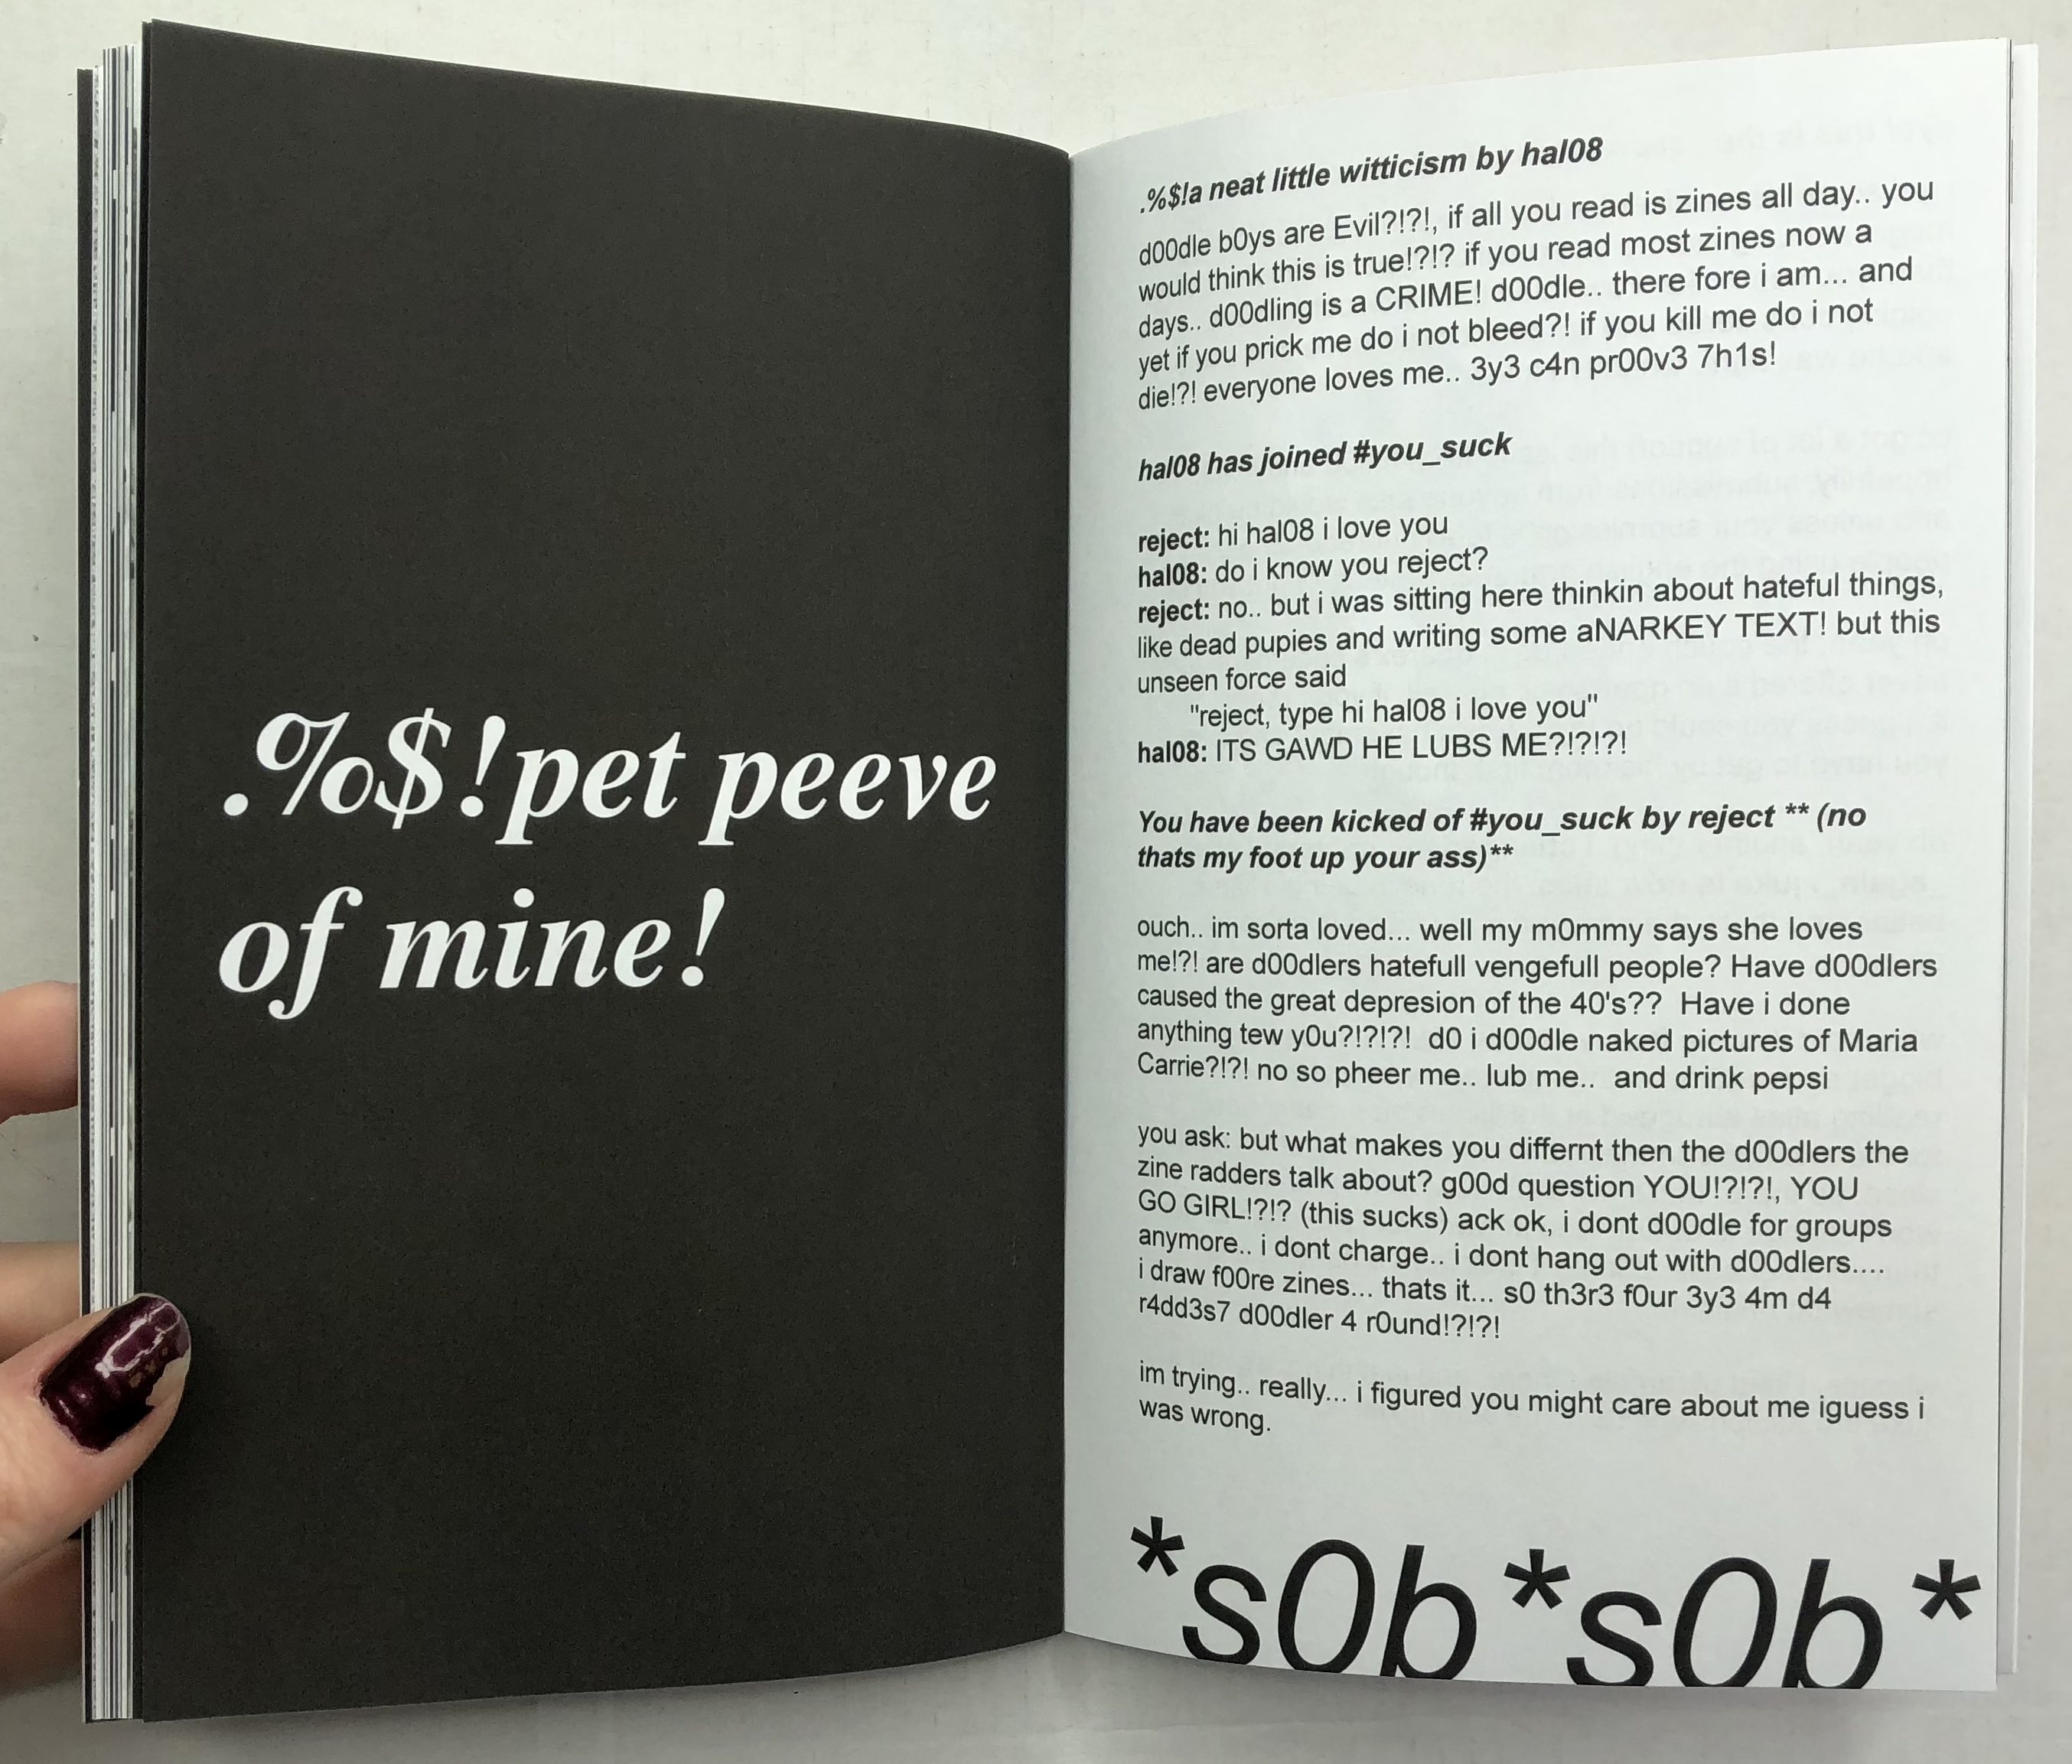 .%$!pet peeve
of mine!
.%$!a neat little witticism by hal08
d00dle b0ys are Evil?!?!, if all you read is zines all day.. you
would think this is true!?!? if you read most zines now a
days.. d00dling is a CRIME! d00dle.. there fore i am... and
yet if you prick me do i not bleed?! if you kill me do i not
die!?! everyone loves me.. 3y3 c4n pr00v3 7h1s!
hal08 has joined #you_suck
reject: hi hal08 i love you
hal08: do i know you reject?
reject: no.. but i was sitting here thinkin about hateful things,
like dead pupies and writing some aNARKEY TEXT! but this
unseen force said
"reject, type hi hal08 i love you"
hal08: ITS GAWD HE LUBS ME?!?!?!
You have been kicked of #you_suck by reject ** (no
thats my foot up your ass)**
ouch.. im sorta loved... well my m0mmy says she loves
me!?! are d00dlers hatefull vengefull people? Have d00dlers
caused the great depresion of the 40's?? Have i done
anything tew y0u?!?!?! d0 i d00dle naked pictures of Maria
Carrie?!?! no so pheer me.. lub me.. and drink pepsi
you ask: but what makes you differnt then the d00dlers the
zine radders talk about? g00d question YOU!?!?!, YOU
GO GIRL!?!? (this sucks) ack ok, i dont d00dle for groups
anymore.. i dont charge.. i dont hang out with d00dlers....
i draw f00re zines... thats it... s0 th3r3 f0ur 3y3 4m d4
r4dd3s7 d00dler 4 r0und!?!?!
im trying.. really... i figured you might care about me iguess i
was wrong.
*s0b*s0b*